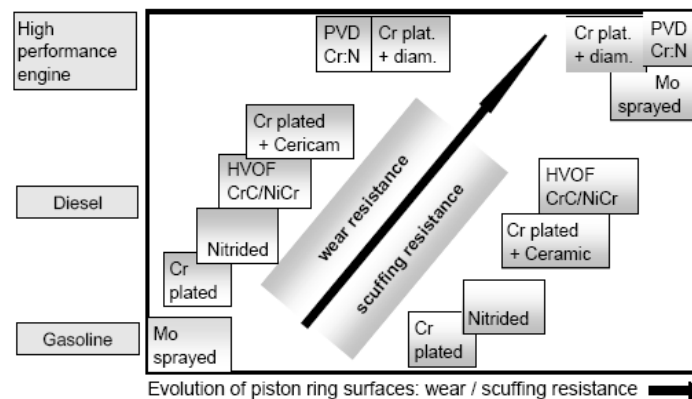 High
performance
engine
PVD
Cr:N
Cr plat.
+ diam.
Cr plat.
+ diam.
PVD
Cr:N
Mo
sprayed
Cr plated
+ Cericam
HVOF
CrC/NiCr
wear resistance
scuffing resistance
HVOF
CrC/NiCr
Diesel
Nitrided
Cr plated
+ Ceramic
Cr
plated
Nitrided
Gasoline
Mo
sprayed
Cr
plated
Evolution of piston ring surfaces: wear / scuffing resistance